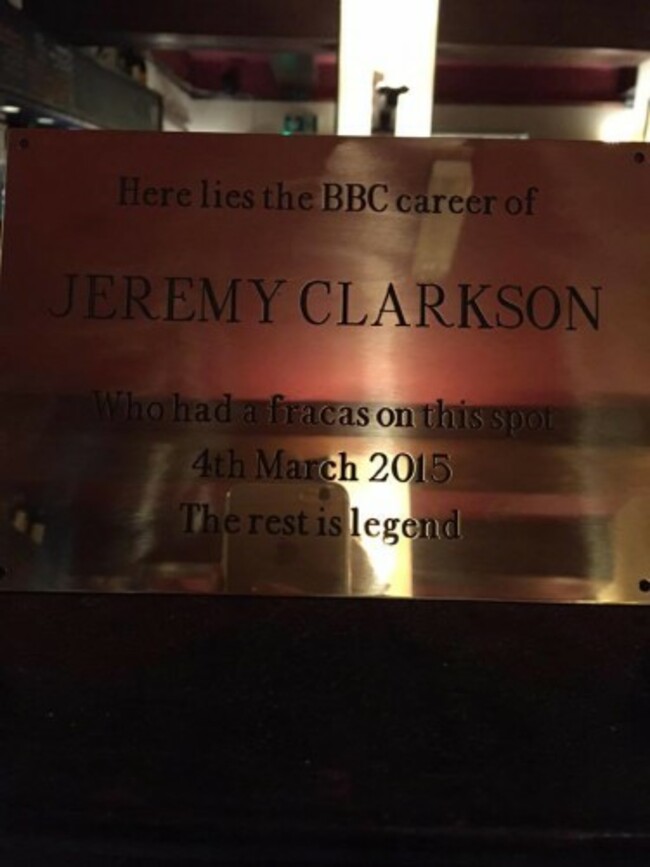 Here lies the BBC career of
JEREMY CLARKSON
Who had a fracas on this spot
4th March 2015
The rest is legend